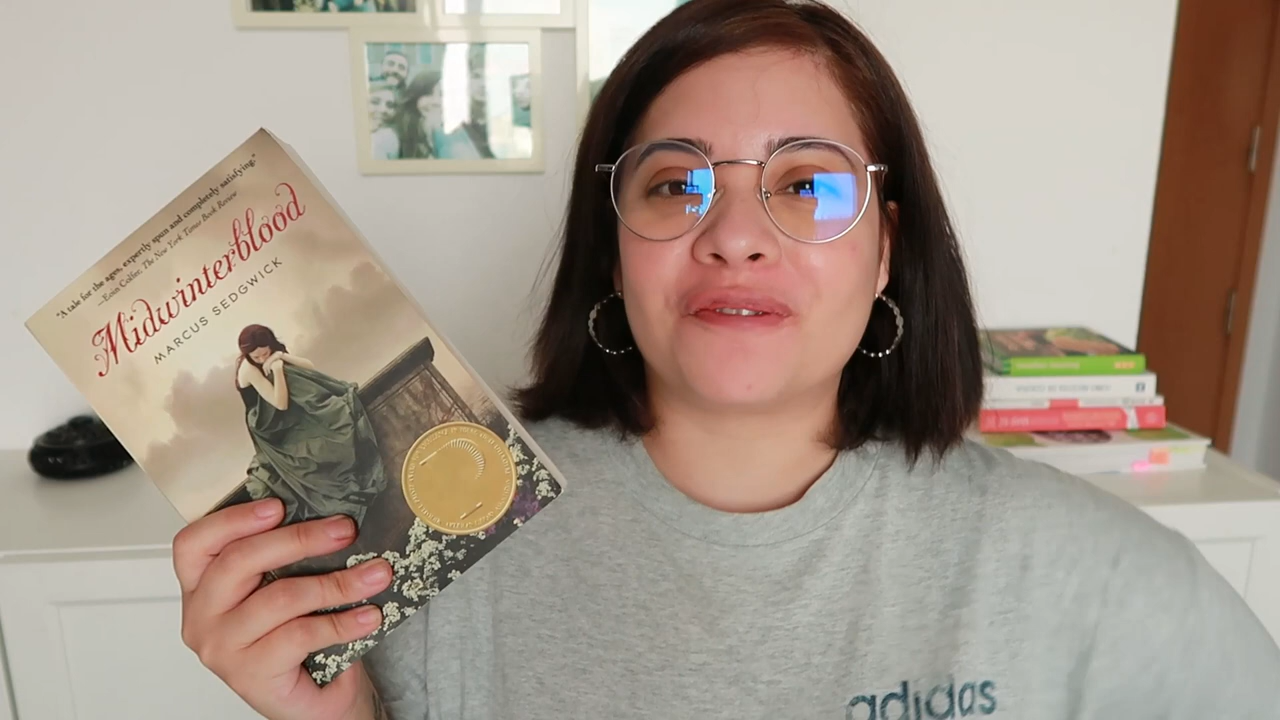 "A tale for the ages, expertly spun and completely satisfying."
—Eoin Colfer, The New York Times Book Review
Midwinterblood
MARCUS SEDGWICK
adidas